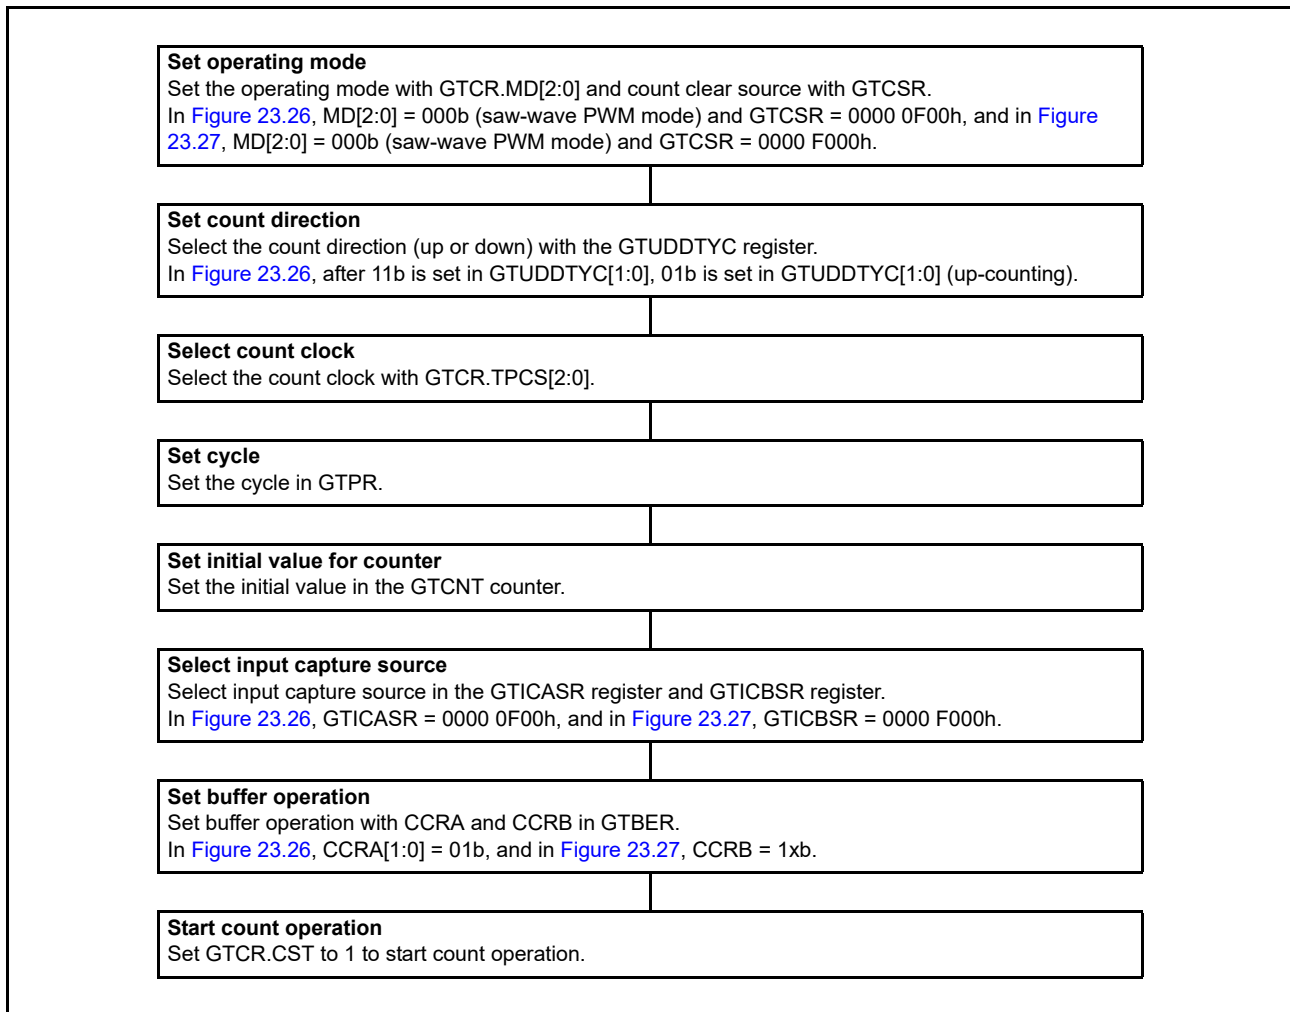 Set operating mode
Set the operating mode with GTCR.MD[2:0] and count clear source with GTCSR.
In Figure 23.26, MD[2:0] = 000b (saw-wave PWM mode) and GTCSR = 0000 0F00h, and in Figure
23.27, MD[2:0] = 000b (saw-wave PWM mode) and GTCSR = 0000 F000h.
Set count direction
Select the count direction (up or down) with the GTUDDTYC register.
In Figure 23.26, after 11b is set in GTUDDTYC[1:0], 01b is set in GTUDDTYC[1:0] (up-counting).
Select count clock
Select the count clock with GTCR.TPCS[2:0].
Set cycle
Set the cycle in GTPR.
Set initial value for counter
Set the initial value in the GTCNT counter.
Select input capture source
Select input capture source in the GTICASR register and GTICBSR register.
In Figure 23.26, GTICASR = 0000 0F00h, and in Figure 23.27, GTICBSR = 0000 F000h.
Set buffer operation
Set buffer operation with CCRA and CCRB in GTBER.
In Figure 23.26, CCRA[1:0] = 01b, and in Figure 23.27, CCRB = 1xb.
Start count operation
Set GTCR.CST to 1 to start count operation.